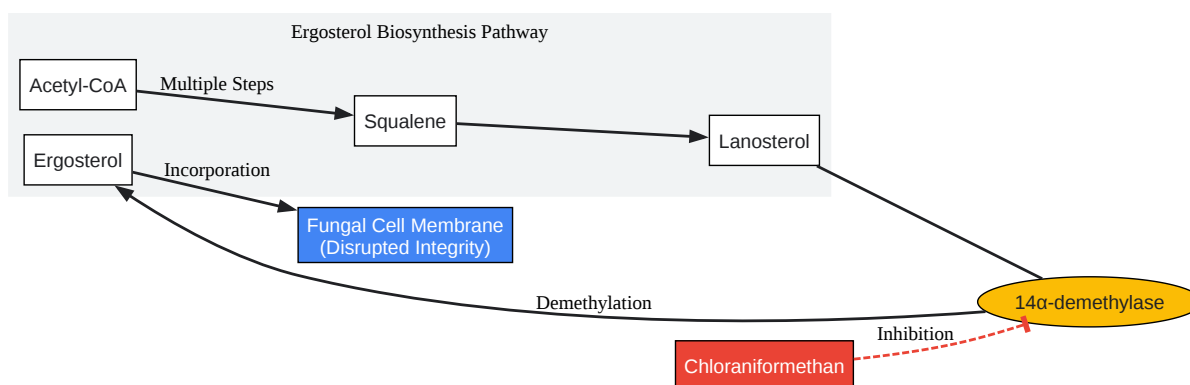 Ergosterol Biosynthesis Pathway
Acetyl-CoA
Multiple Steps
Squalene
Lanosterol
Ergosterol
Incorporation
Fungal Cell Membrane
(Disrupted Integrity)
Demethylation
14α-demethylase
Inhibition
Chloraniformethan